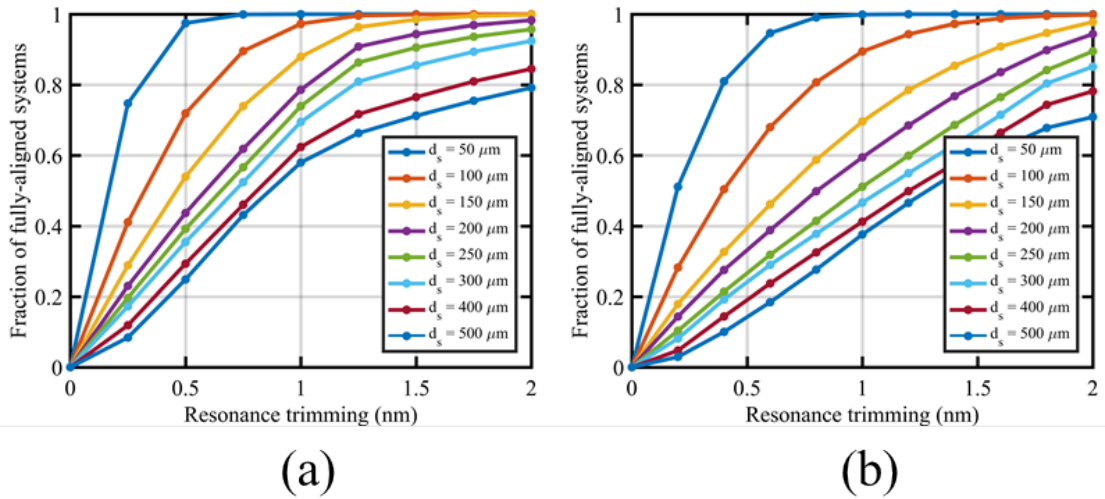 Fraction of fully-aligned systems
1
0.8
0.6
0.4
0.2
0
0
0.5
1
1.5
2
Resonance trimming (nm)
d_s = 50 μm
d_s = 100 μm
d_s = 150 μm
d_s = 200 μm
d_s = 250 μm
d_s = 300 μm
d_s = 400 μm
d_s = 500 μm
(a)
Fraction of fully-aligned systems
1
0.8
0.6
0.4
0.2
0
0
0.5
1
1.5
2
Resonance trimming (nm)
d_s = 50 μm
d_s = 100 μm
d_s = 150 μm
d_s = 200 μm
d_s = 250 μm
d_s = 300 μm
d_s = 400 μm
d_s = 500 μm
(b)